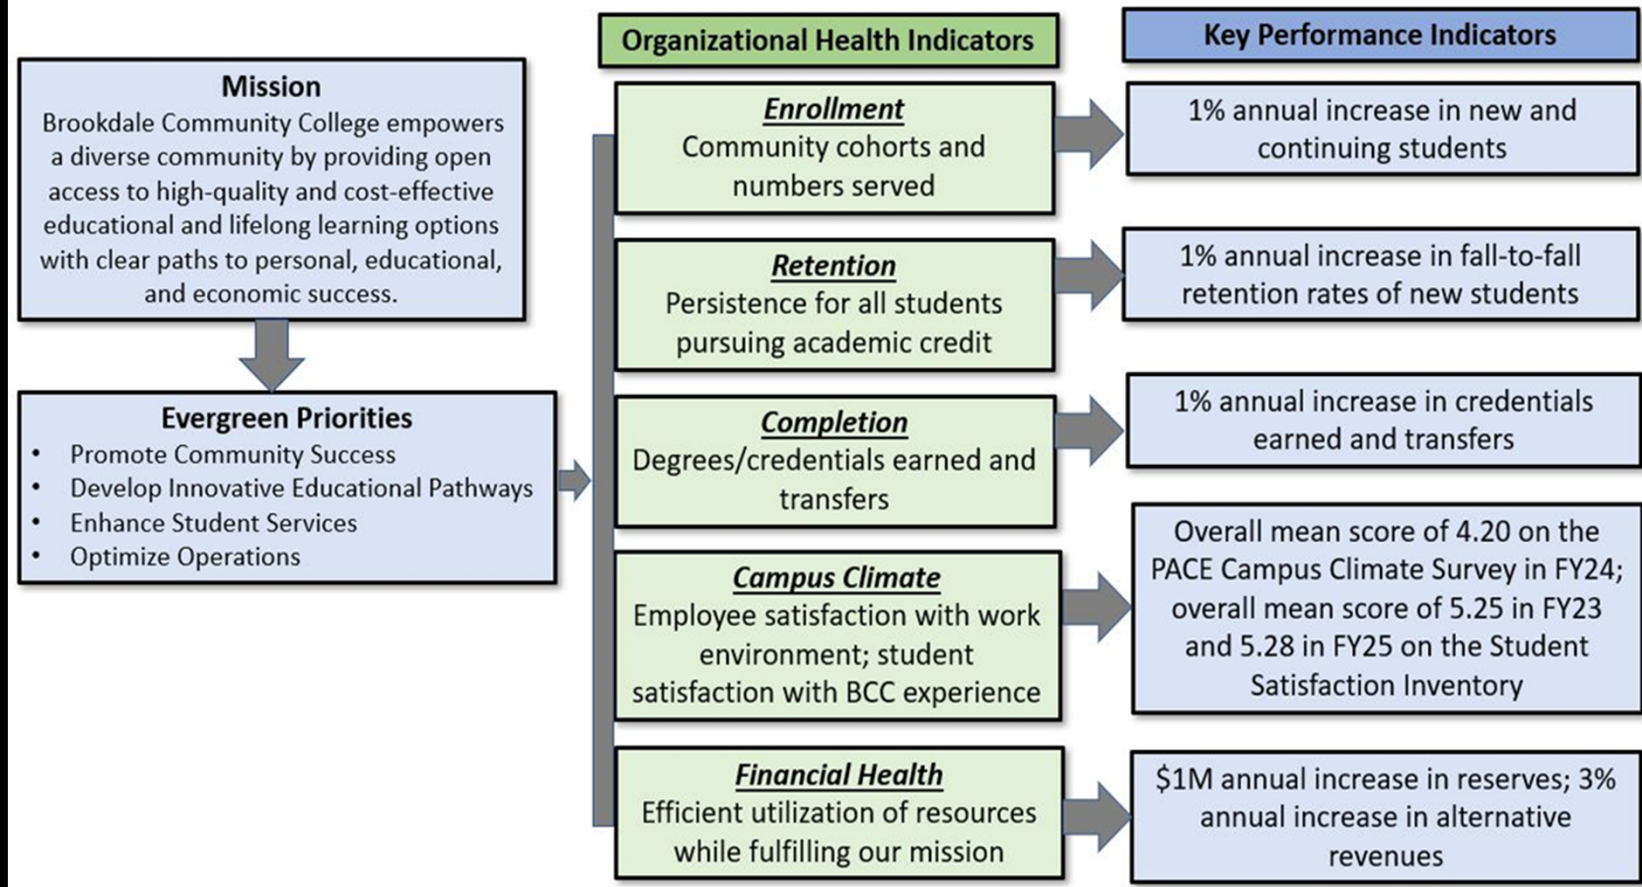 Mission
Brookdale Community College empowers
a diverse community by providing open
access to high-quality and cost-effective
educational and lifelong learning options
with clear paths to personal, educational,
and economic success.
Evergreen Priorities
• Promote Community Success
• Develop Innovative Educational Pathways
• Enhance Student Services
• Optimize Operations
Organizational Health Indicators
Enrollment
Community cohorts and
numbers served
Retention
Persistence for all students
pursuing academic credit
Completion
Degrees/credentials earned and
transfers
Campus Climate
Employee satisfaction with work
environment; student
satisfaction with BCC experience
Financial Health
Efficient utilization of resources
while fulfilling our mission
Key Performance Indicators
1% annual increase in new and
continuing students
1% annual increase in fall-to-fall
retention rates of new students
1% annual increase in credentials
earned and transfers
Overall mean score of 4.20 on the
PACE Campus Climate Survey in FY24;
overall mean score of 5.25 in FY23
and 5.28 in FY25 on the Student
Satisfaction Inventory
$1M annual increase in reserves; 3%
annual increase in alternative
revenues